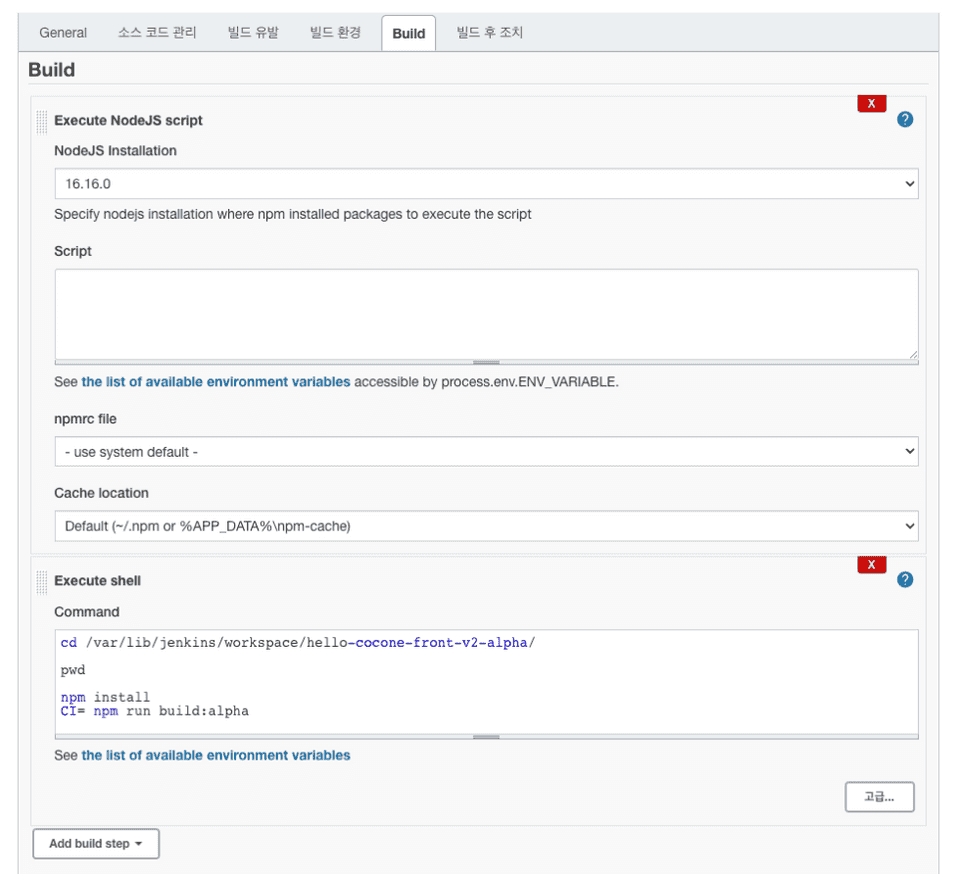 General 소스 코드 관리 빌드 유발 빌드 환경 Build 빌드 후 조치
Build
X
Execute NodeJS script ?
NodeJS Installation
16.16.0
Specify nodejs installation where npm installed packages to execute the script
Script
See the list of available environment variables accessible by process.env.ENV_VARIABLE.
npmrc file
- use system default -
Cache location
Default (~/.npm or %APP_DATA%\npm-cache)
X
Execute shell ?
Command
cd /var/lib/jenkins/workspace/hello-cocone-front-v2-alpha/
pwd
npm install
CI= npm run build:alpha
See the list of available environment variables
고급...
Add build step